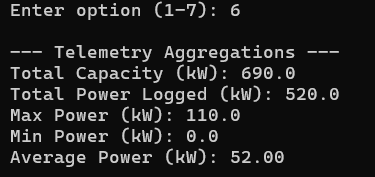 Enter option (1-7): 6
--- Telemetry Aggregations ---
Total Capacity (kW): 690.0
Total Power Logged (kW): 520.0
Max Power (kW): 110.0
Min Power (kW): 0.0
Average Power (kW): 52.00